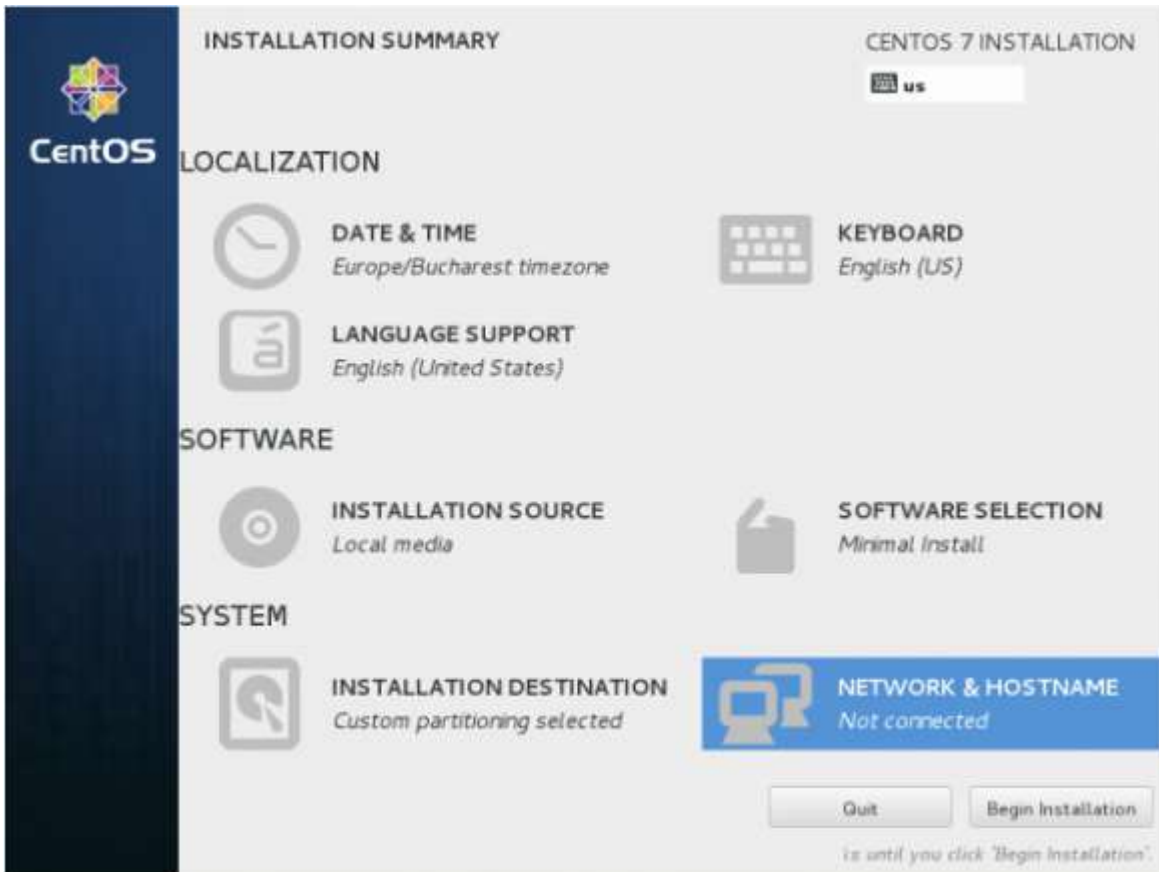 INSTALLATION SUMMARY
CENTOS 7 INSTALLATION
us
CentOS
LOCALIZATION
DATE & TIME
Europe/Bucharest timezone
KEYBOARD
English (US)
LANGUAGE SUPPORT
English (United States)
SOFTWARE
INSTALLATION SOURCE
Local media
SOFTWARE SELECTION
Minimal Install
SYSTEM
INSTALLATION DESTINATION
Custom partitioning selected
NETWORK & HOSTNAME
Not connected
Quit
Begin Installation
is until you click 'Begin Installation'.